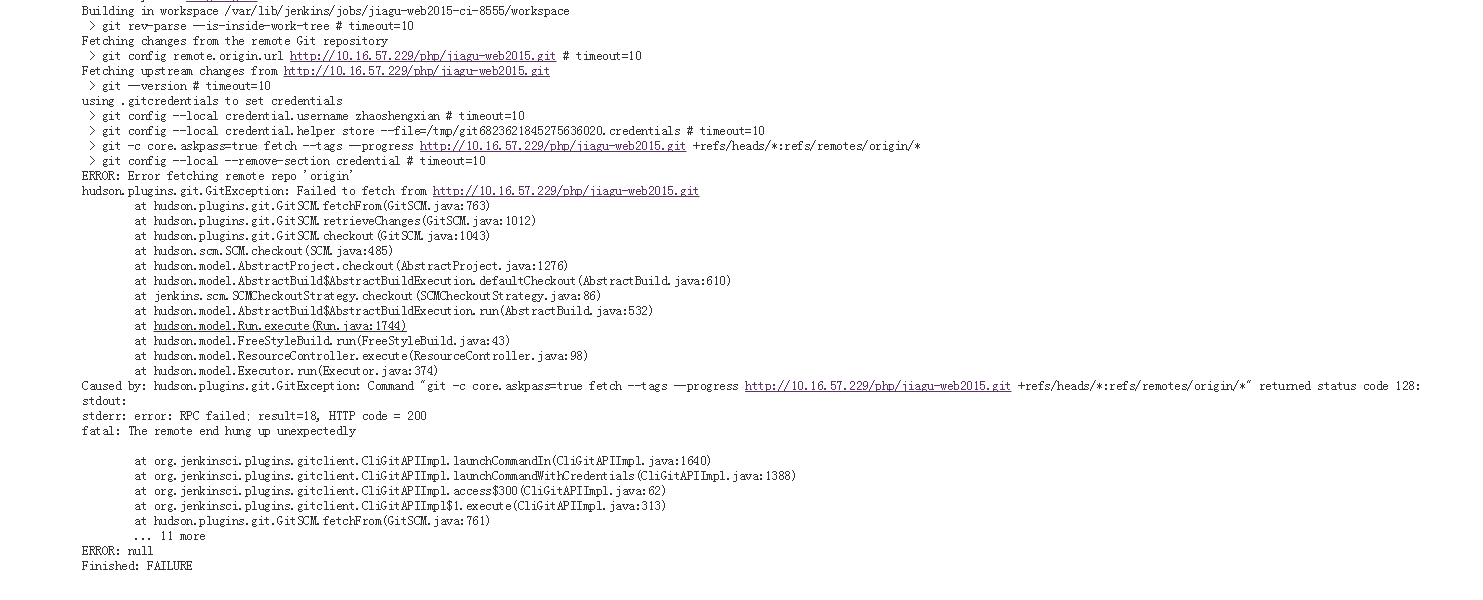 Building in workspace /var/lib/jenkins/jobs/jiagu-web2015-ci-8555/workspace
> git rev-parse --is-inside-work-tree # timeout=10
Fetching changes from the remote Git repository
> git config remote.origin.url http://10.16.57.229/php/jiagu-web2015.git # timeout=10
Fetching upstream changes from http://10.16.57.229/php/jiagu-web2015.git
> git --version # timeout=10
using .gitcredentials to set credentials
> git config --local credential.username zhaoshengxian # timeout=10
> git config --local credential.helper store --file=/tmp/git6823621845275636020.credentials # timeout=10
> git -c core.askpass=true fetch --tags --progress http://10.16.57.229/php/jiagu-web2015.git +refs/heads/*:refs/remotes/origin/*
> git config --local --remove-section credential # timeout=10
ERROR: Error fetching remote repo 'origin'
hudson.plugins.git.GitException: Failed to fetch from http://10.16.57.229/php/jiagu-web2015.git
at hudson.plugins.git.GitSCM.fetchFrom(GitSCM.java:763)
at hudson.plugins.git.GitSCM.retrieveChanges(GitSCM.java:1012)
at hudson.plugins.git.GitSCM.checkout(GitSCM.java:1043)
at hudson.scm.SCM.checkout(SCM.java:485)
at hudson.model.AbstractProject.checkout(AbstractProject.java:1276)
at hudson.model.AbstractBuild$AbstractBuildExecution.defaultCheckout(AbstractBuild.java:610)
at jenkins.scm.SCMCheckoutStrategy.checkout(SCMCheckoutStrategy.java:86)
at hudson.model.AbstractBuild$AbstractBuildExecution.run(AbstractBuild.java:532)
at hudson.model.Run.execute(Run.java:1744)
at hudson.model.FreeStyleBuild.run(FreeStyleBuild.java:43)
at hudson.model.ResourceController.execute(ResourceController.java:98)
at hudson.model.Executor.run(Executor.java:374)
Caused by: hudson.plugins.git.GitException: Command "git -c core.askpass=true fetch --tags --progress http://10.16.57.229/php/jiagu-web2015.git +refs/heads/*:refs/remotes/origin/*" returned status code 128:
stdout:
stderr: error: RPC failed; result=18, HTTP code = 200
fatal: The remote end hung up unexpectedly
at org.jenkinsci.plugins.gitclient.CliGitAPIImpl.launchCommandIn(CliGitAPIImpl.java:1640)
at org.jenkinsci.plugins.gitclient.CliGitAPIImpl.launchCommandWithCredentials(CliGitAPIImpl.java:1388)
at org.jenkinsci.plugins.gitclient.CliGitAPIImpl.access$300(CliGitAPIImpl.java:62)
at org.jenkinsci.plugins.gitclient.CliGitAPIImpl$1.execute(CliGitAPIImpl.java:313)
at hudson.plugins.git.GitSCM.fetchFrom(GitSCM.java:761)
... 11 more
ERROR: null
Finished: FAILURE